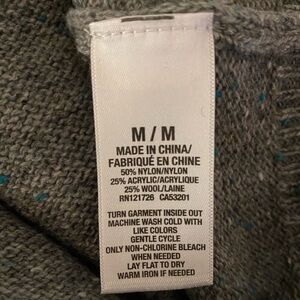 M / M
MADE IN CHINA/
FABRIQUÉ EN CHINE
50% NYLON/NYLON
25% ACRYLIC/ACRYLIQUE
25% WOOL/LAINE
RN121726 CA53201
TURN GARMENT INSIDE OUT
MACHINE WASH COLD WITH
LIKE COLORS
GENTLE CYCLE
ONLY NON-CHLORINE BLEACH
WHEN NEEDED
LAY FLAT TO DRY
WARM IRON IF NEEDED